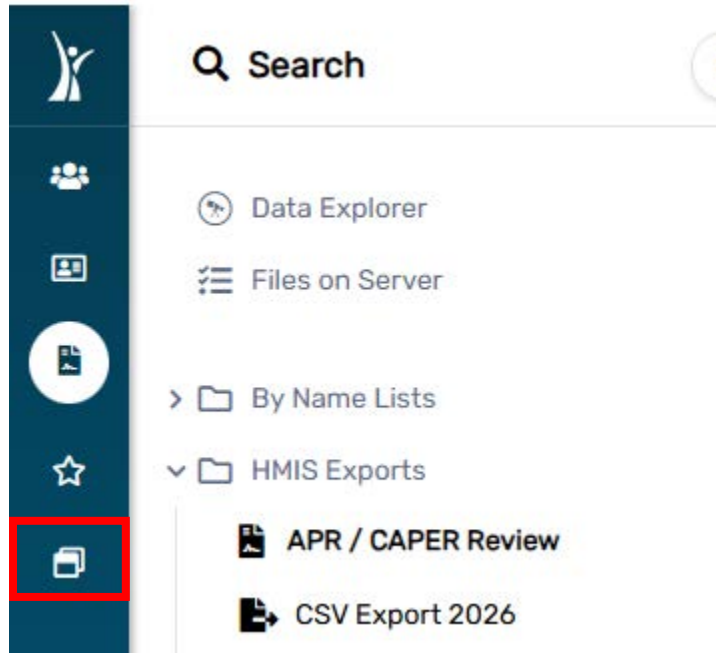 Search
Data Explorer
Files on Server
By Name Lists
HMIS Exports
APR / CAPER Review
CSV Export 2026